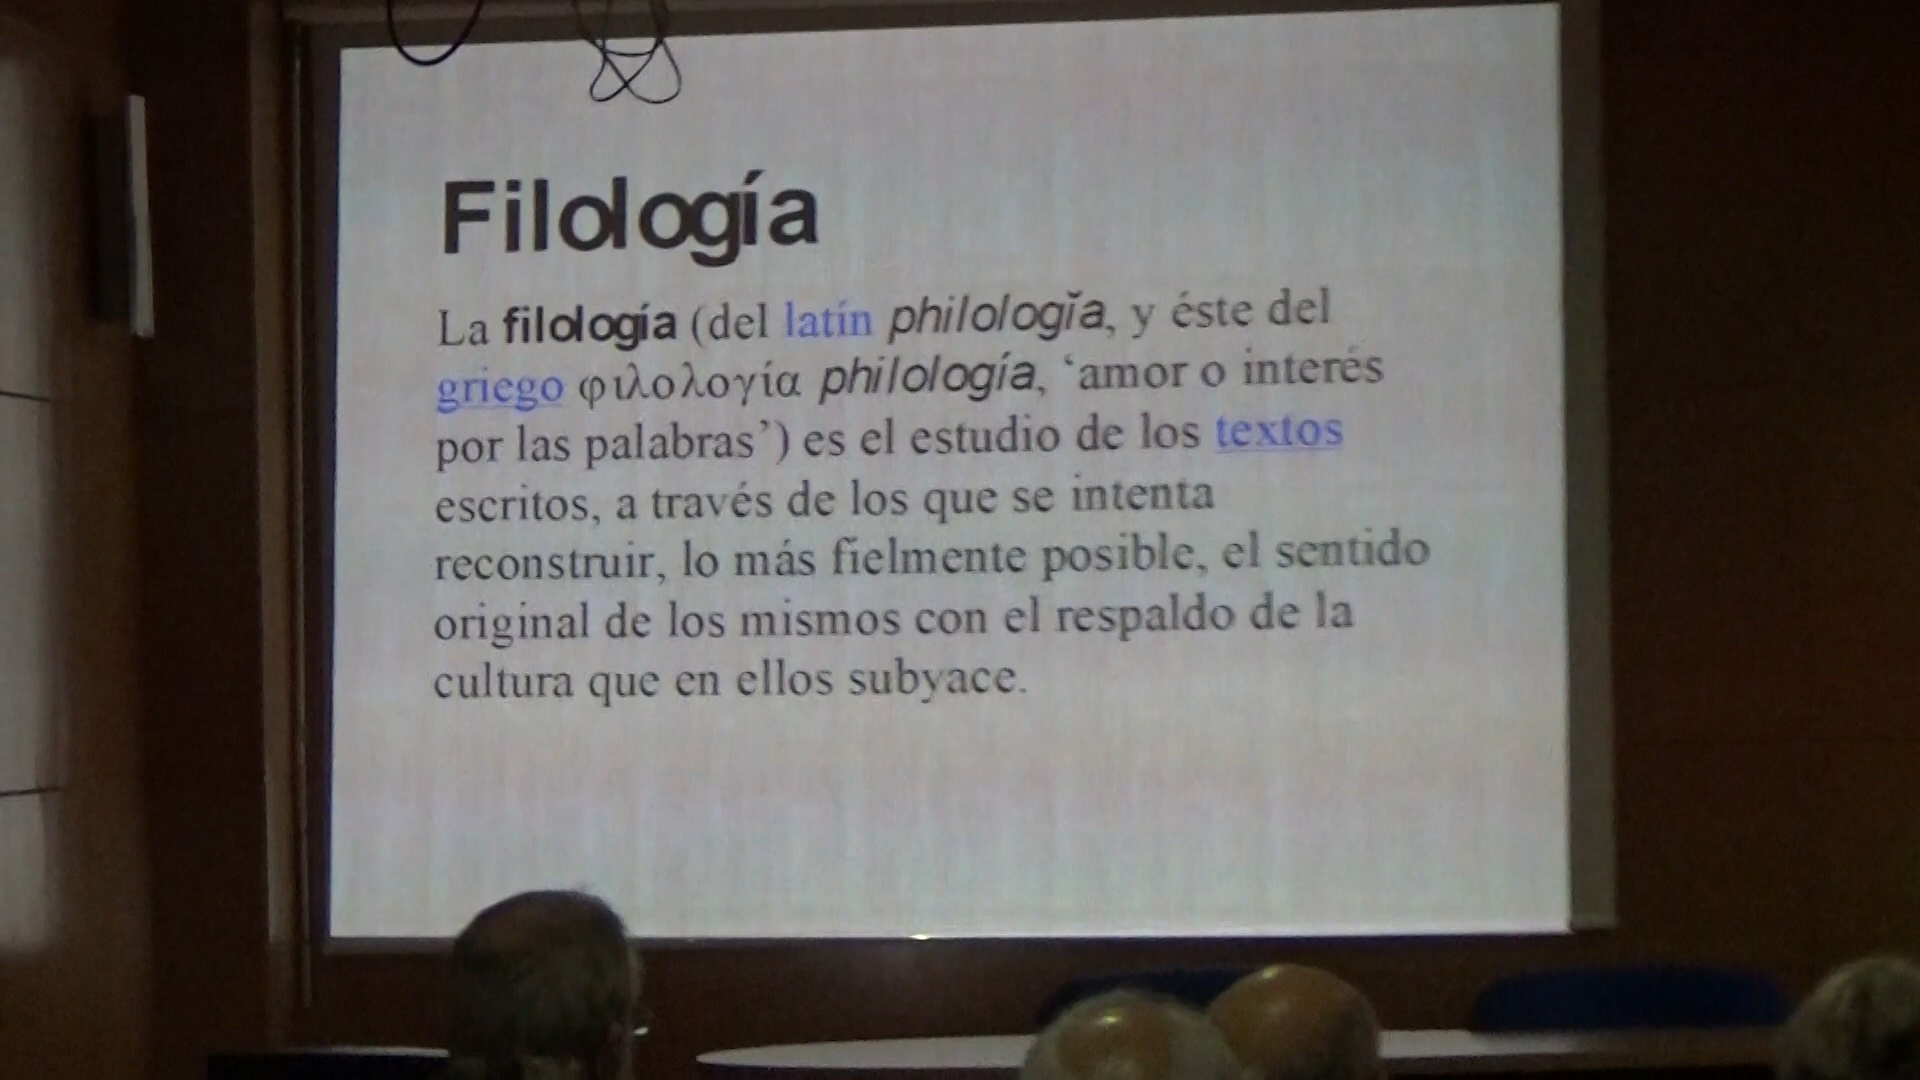 Filología
La filología (del latín philologĭa, y éste del
griego φιλολογία philología, ‘amor o interés
por las palabras’) es el estudio de los textos
escritos, a través de los que se intenta
reconstruir, lo más fielmente posible, el sentido
original de los mismos con el respaldo de la
cultura que en ellos subyace.